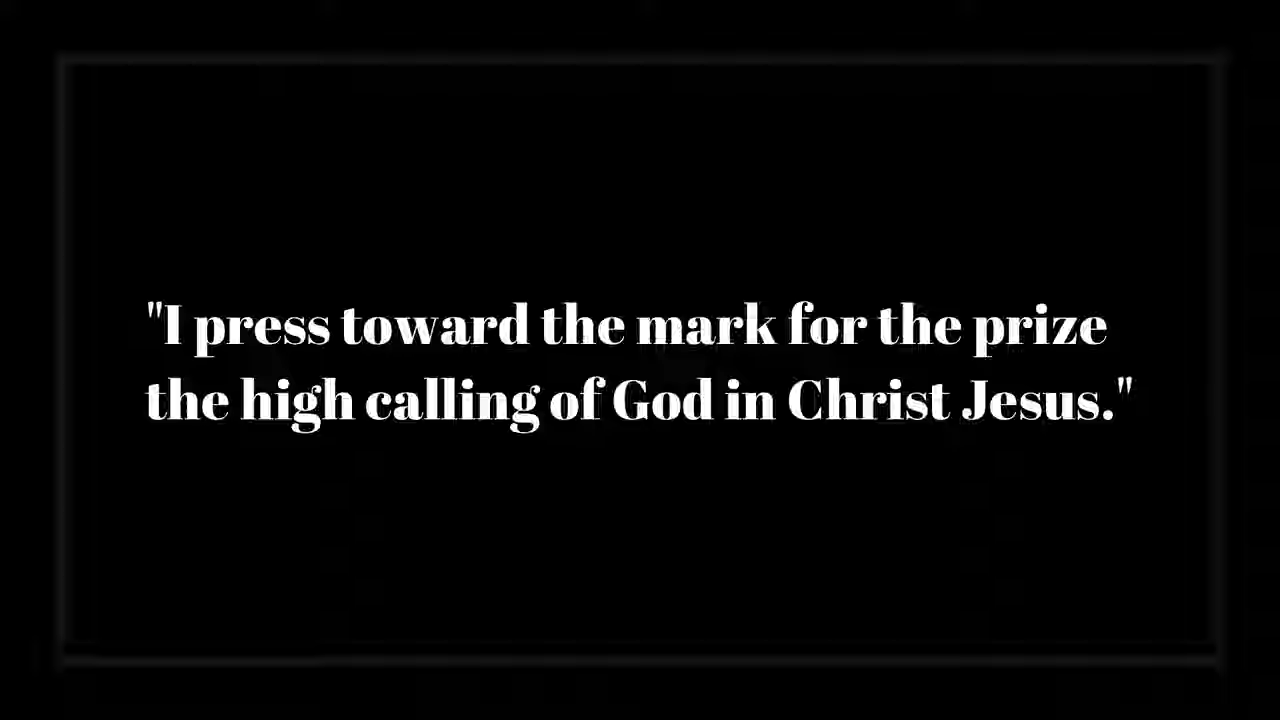 "I press toward the mark for the prize
the high calling of God in Christ Jesus."